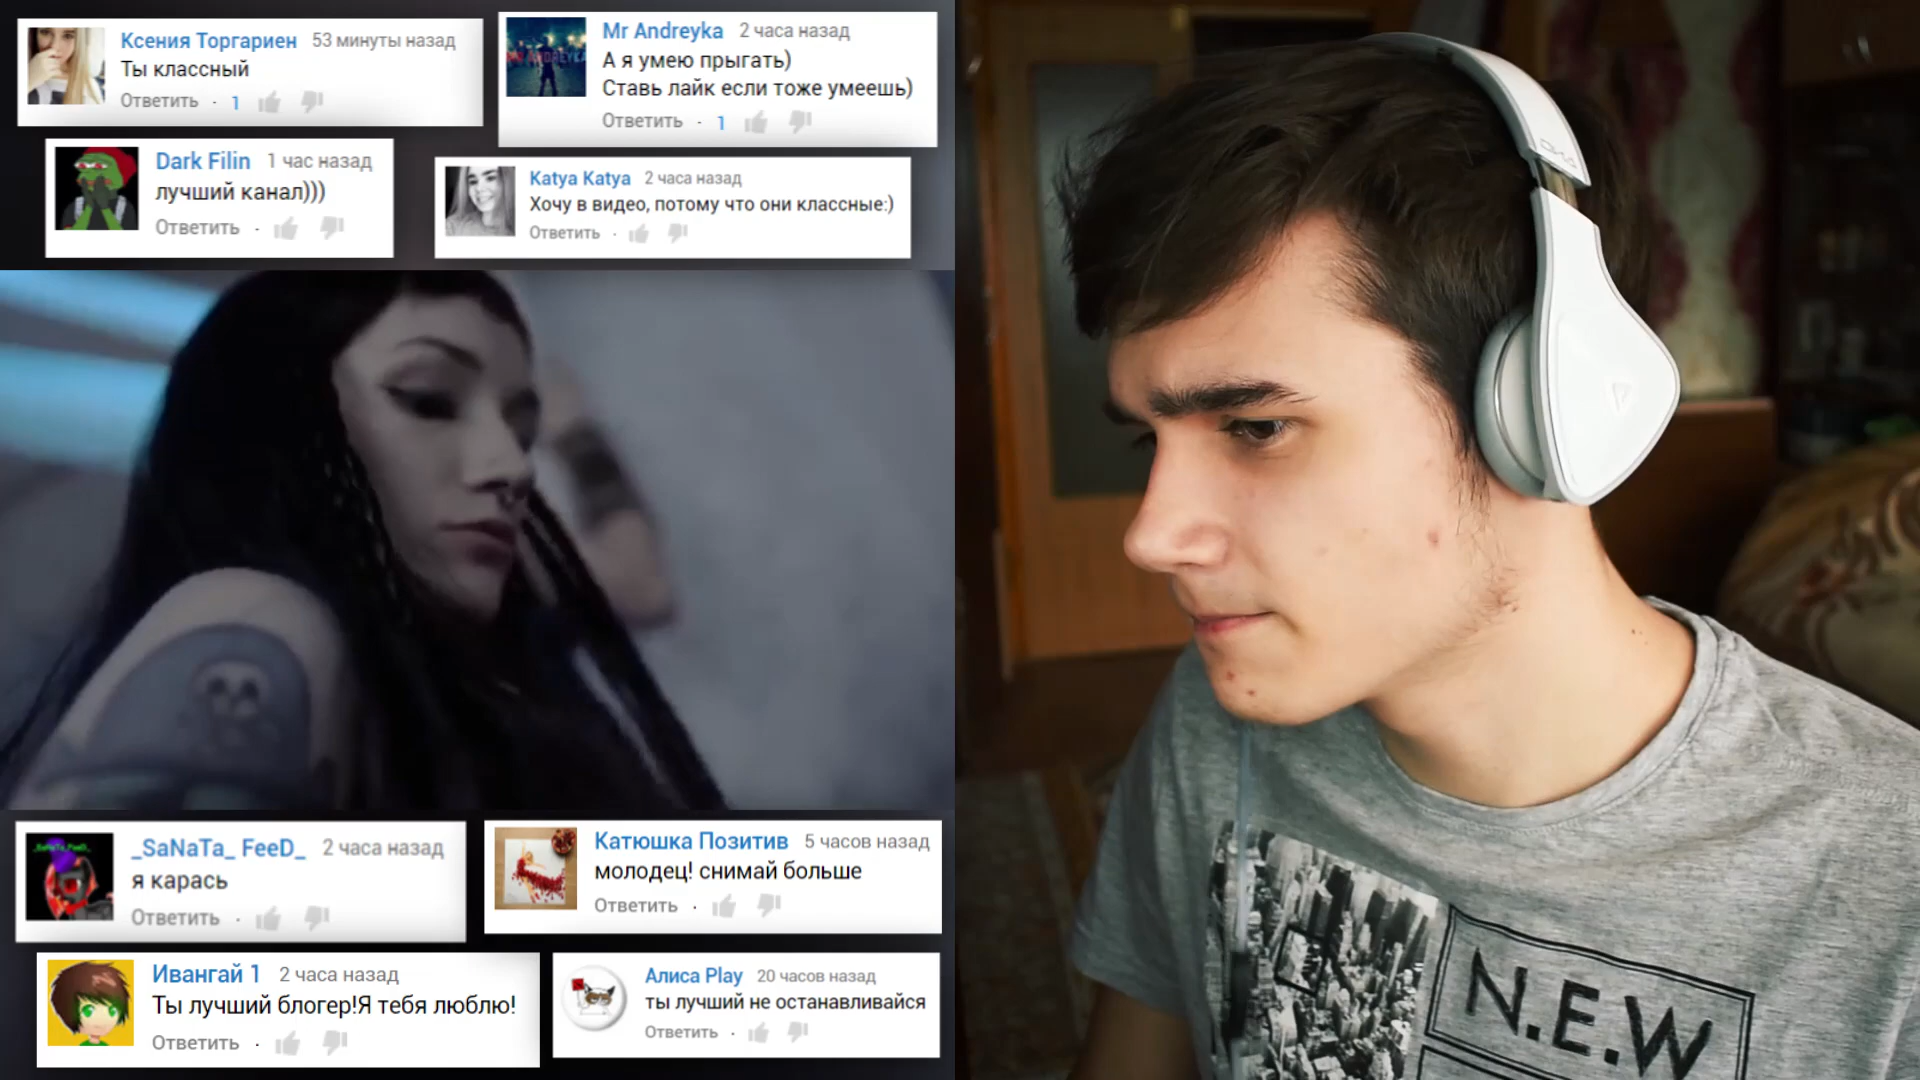 Ксения Торгариен 53 минуты назад
Ты классный
Ответить · 1
Mr Andreyka 2 часа назад
А я умею прыгать)
Ставь лайк если тоже умеешь)
Ответить · 1
Dark Filin 1 час назад
лучший канал)))
Ответить ·
Katya Katya 2 часа назад
Хочу в видео, потому что они классные:)
Ответить ·
_SaNaTa_ FeeD_ 2 часа назад
я карась
Ответить ·
Катюшка Позитив 5 часов назад
молодец! снимай больше
Ответить ·
Ивангай 1 2 часа назад
Ты лучший блогер!Я тебя люблю!
Ответить ·
Алиса Play 20 часов назад
ты лучший не останавливайся
Ответить ·
N.E.W